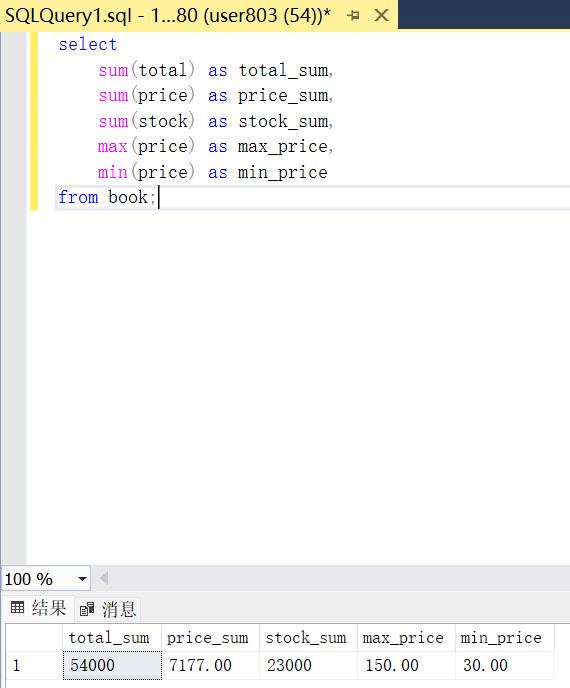 SQLQuery1.sql - 1...80 (user803 (54))*
select
sum(total) as total_sum,
sum(price) as price_sum,
sum(stock) as stock_sum,
max(price) as max_price,
min(price) as min_price
from book;
100 %
结果 消息
total_sum price_sum stock_sum max_price min_price
1 54000 7177.00 23000 150.00 30.00